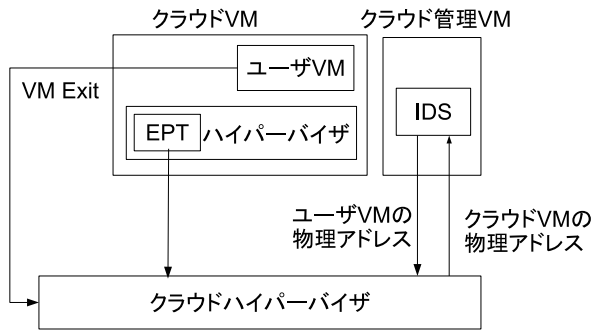 クラウドVM
クラウド管理VM
ユーザVM
VM Exit
IDS
EPT
ハイパーバイザ
ユーザVMの
物理アドレス
クラウドVMの
物理アドレス
クラウドハイパーバイザ